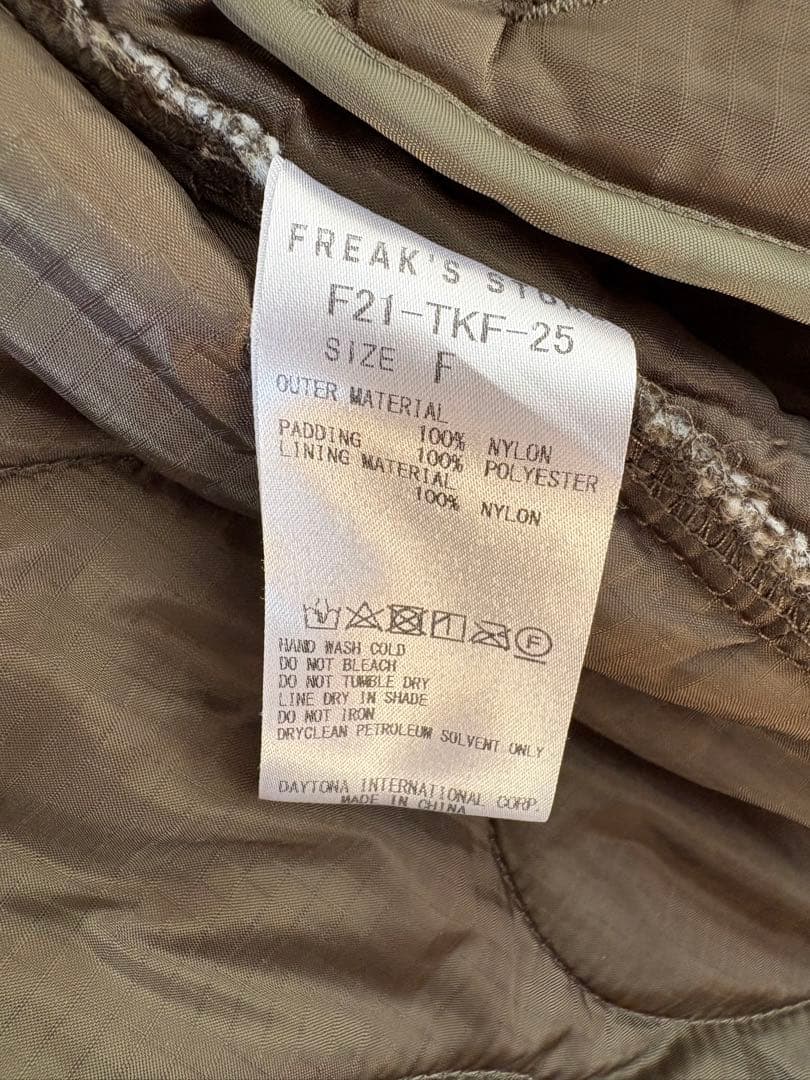 FREAK'S
F21-TKF-25
SIZE F
OUTER MATERIAL
100% NYLON
PADDING 100% POLYESTER
LINING MATERIAL
100% NYLON
HAND WASH COLD
DO NOT BLEACH
DO NOT TUMBLE DRY
LINE DRY IN SHADE
DO NOT IRON
DRYCLEAN PETROLEUM SOLVENT ONLY
DAYTONA INTERNATIONAL CORP.
MADE IN CHINA